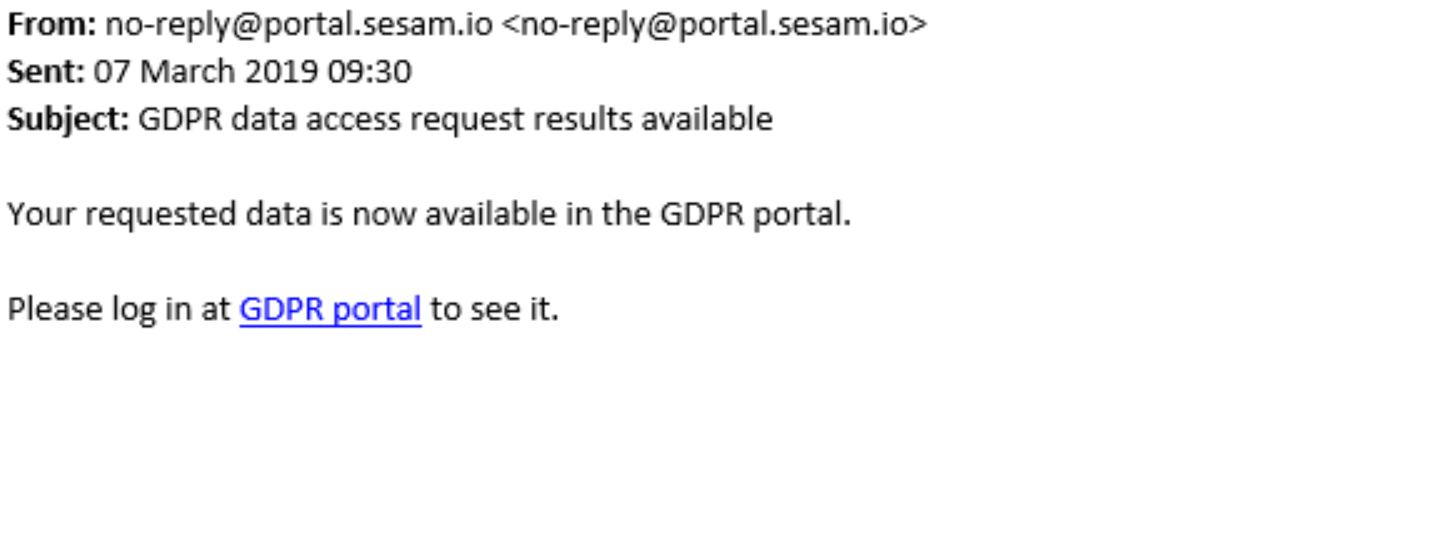 From: no-reply@portal.sesam.io <no-reply@portal.sesam.io>
Sent: 07 March 2019 09:30
Subject: GDPR data access request results available
Your requested data is now available in the GDPR portal.
Please log in at GDPR portal to see it.